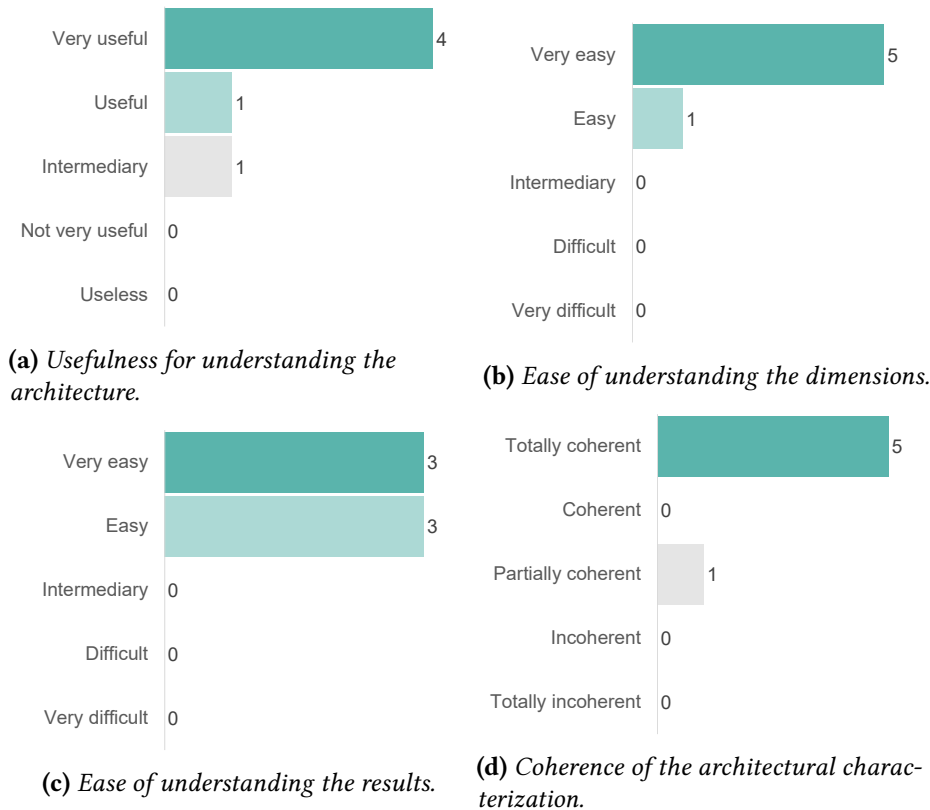 Very useful 4
Useful 1
Intermediary 1
Not very useful 0
Useless 0
(a) Usefulness for understanding the
architecture.
Very easy 5
Easy 1
Intermediary 0
Difficult 0
Very difficult 0
(b) Ease of understanding the dimensions.
Very easy 3
Easy 3
Intermediary 0
Difficult 0
Very difficult 0
(c) Ease of understanding the results.
Totally coherent 5
Coherent 0
Partially coherent 1
Incoherent 0
Totally incoherent 0
(d) Coherence of the architectural charac-
terization.